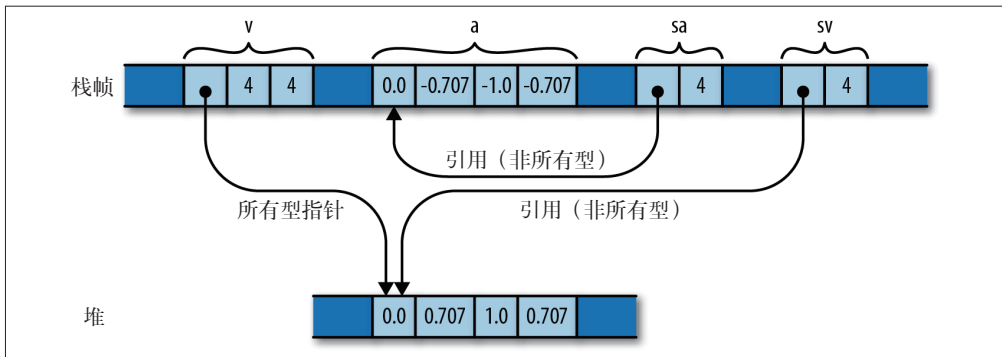 v a sa sv
栈帧 4 4 0.0 -0.707 -1.0 -0.707 4 4
引用（非所有型）
所有型指针 引用（非所有型）
堆 0.0 0.707 1.0 0.707